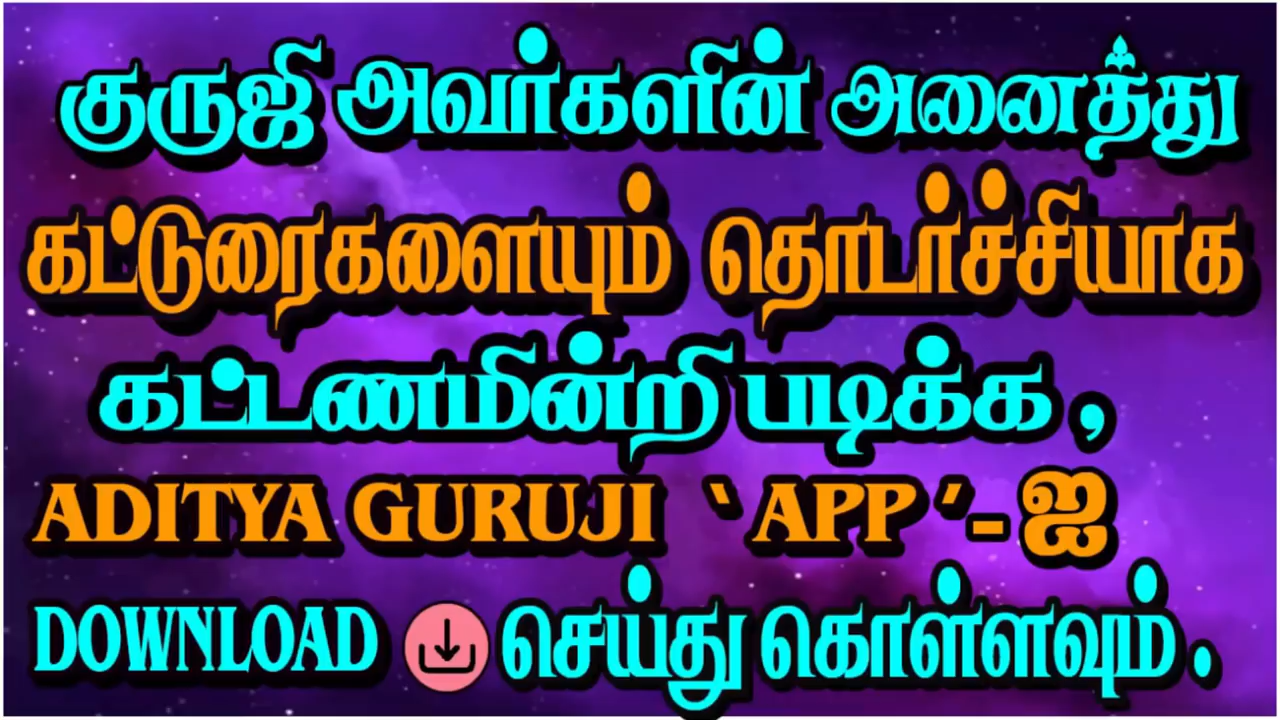 குருஜி அவர்களின் அனைத்து
கட்டுரைகளையும் தொடர்ச்சியாக
கட்டணமின்றி படிக்க ,
ADITYA GURUJI ‘ APP ’-ஐ
DOWNLOAD செய்து கொள்ளவும் .